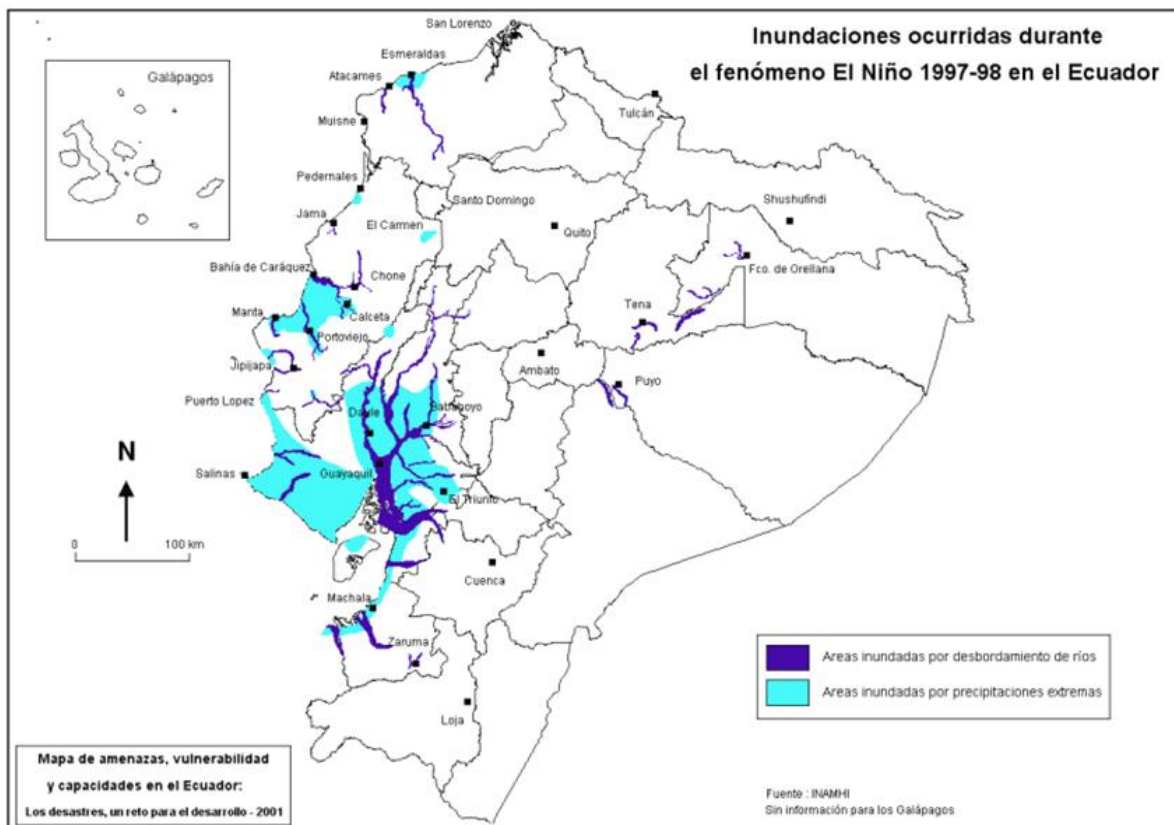 Inundaciones ocurridas durante
el fenómeno El Niño 1997-98 en el Ecuador
Galápagos
San Lorenzo
Esmeraldas
Atacames
Tulcán
Muisne
Pedernales
Santo Domingo
Shushufindi
Jama
El Carmen
Quito
Bahía de Caráquez
Chone
Fco. de Orellana
Manta
Calceta
Tena
Portoviejo
Jipijapa
Ambato
Puyo
Puerto Lopez
Daule
Babahoyo
N
Salinas
Guayaquil
El Triunfo
0 100 km
Cuenca
Machala
Zaruma
Loja
Areas inundadas por desbordamiento de ríos
Areas inundadas por precipitaciones extremas
Mapa de amenazas, vulnerabilidad
y capacidades en el Ecuador:
Los desastres, un reto para el desarrollo - 2001
Fuente : INAMHI
Sin información para los Galápagos